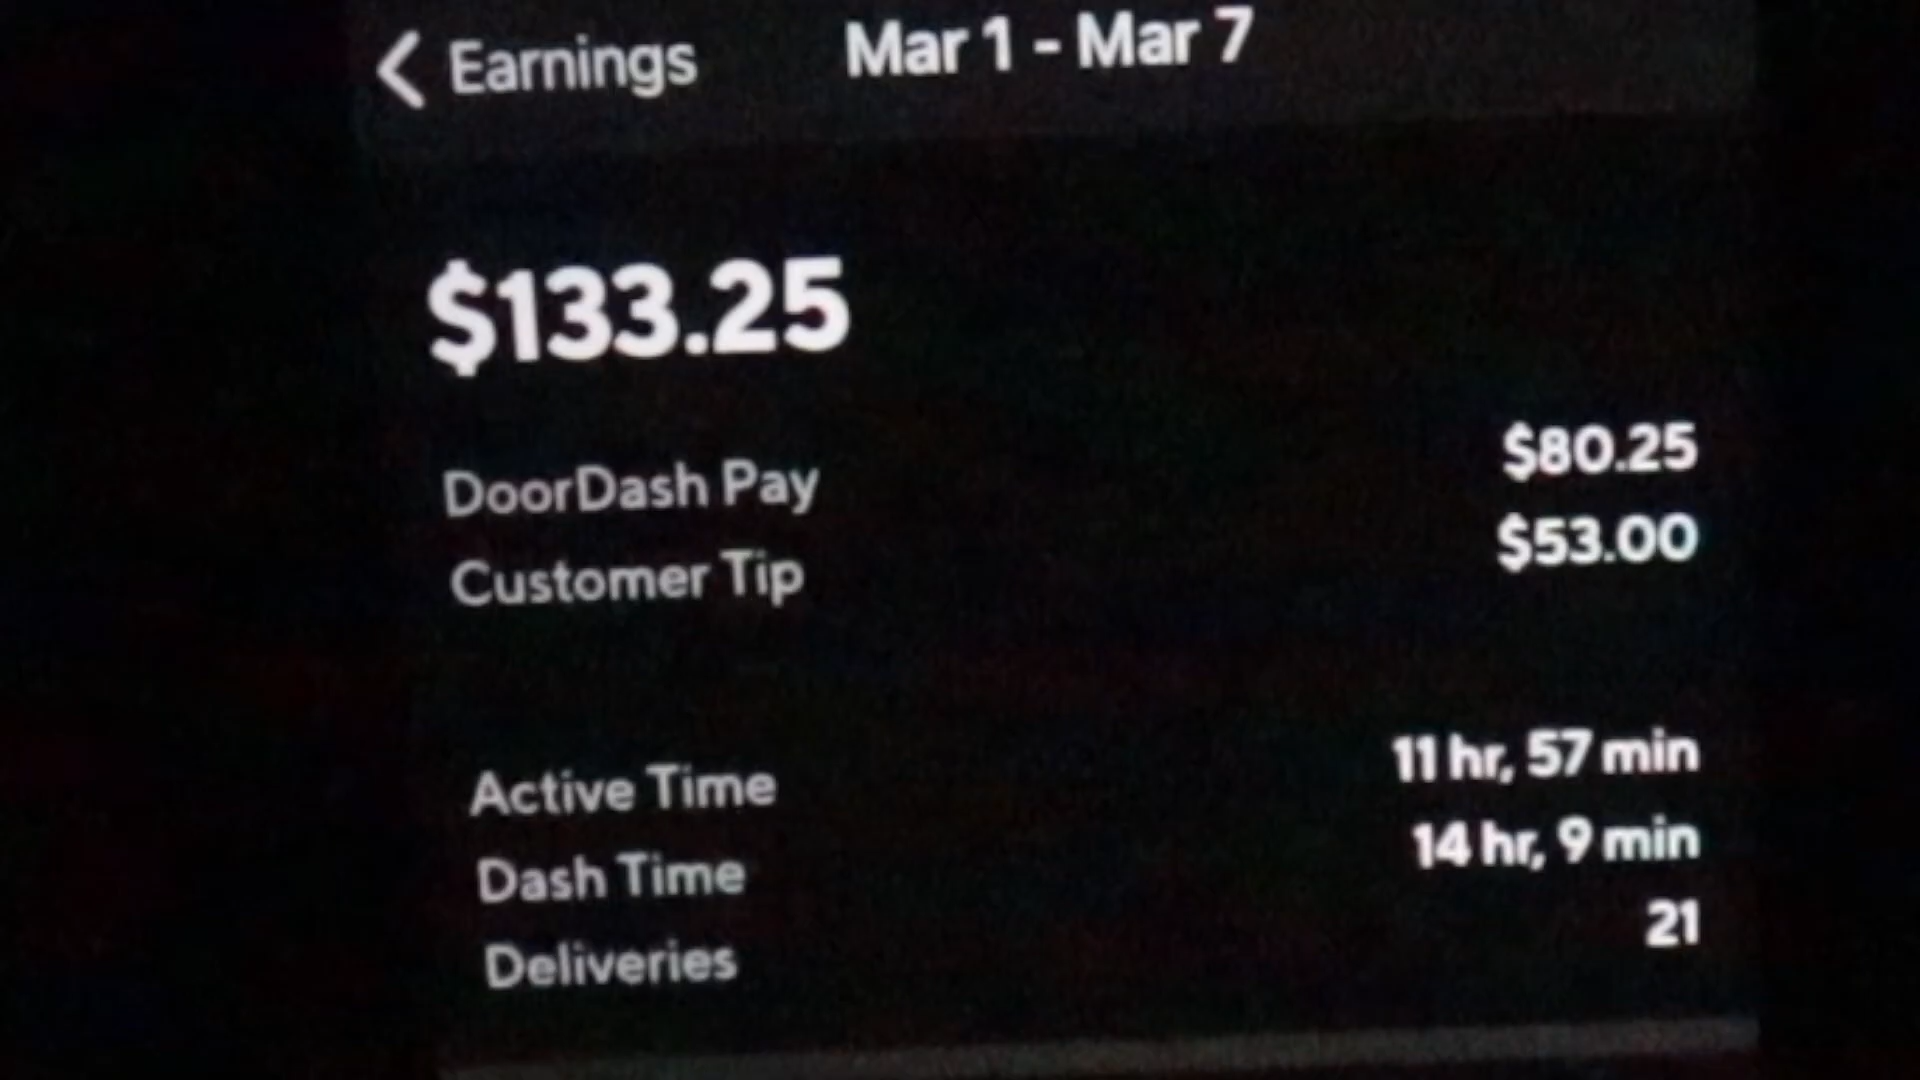 Earnings Mar 1 - Mar 7
$133.25
DoorDash Pay $80.25
Customer Tip $53.00
Active Time 11 hr, 57 min
Dash Time 14 hr, 9 min
Deliveries 21